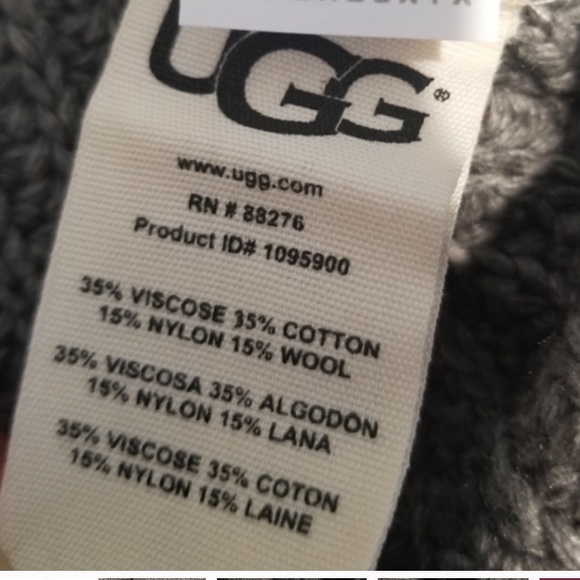 UGG®
www.ugg.com
RN # 88276
Product ID# 1095900
35% VISCOSE 35% COTTON
15% NYLON 15% WOOL
35% VISCOSA 35% ALGODÓN
15% NYLON 15% LANA
35% VISCOSE 35% COTON
15% NYLON 15% LAINE